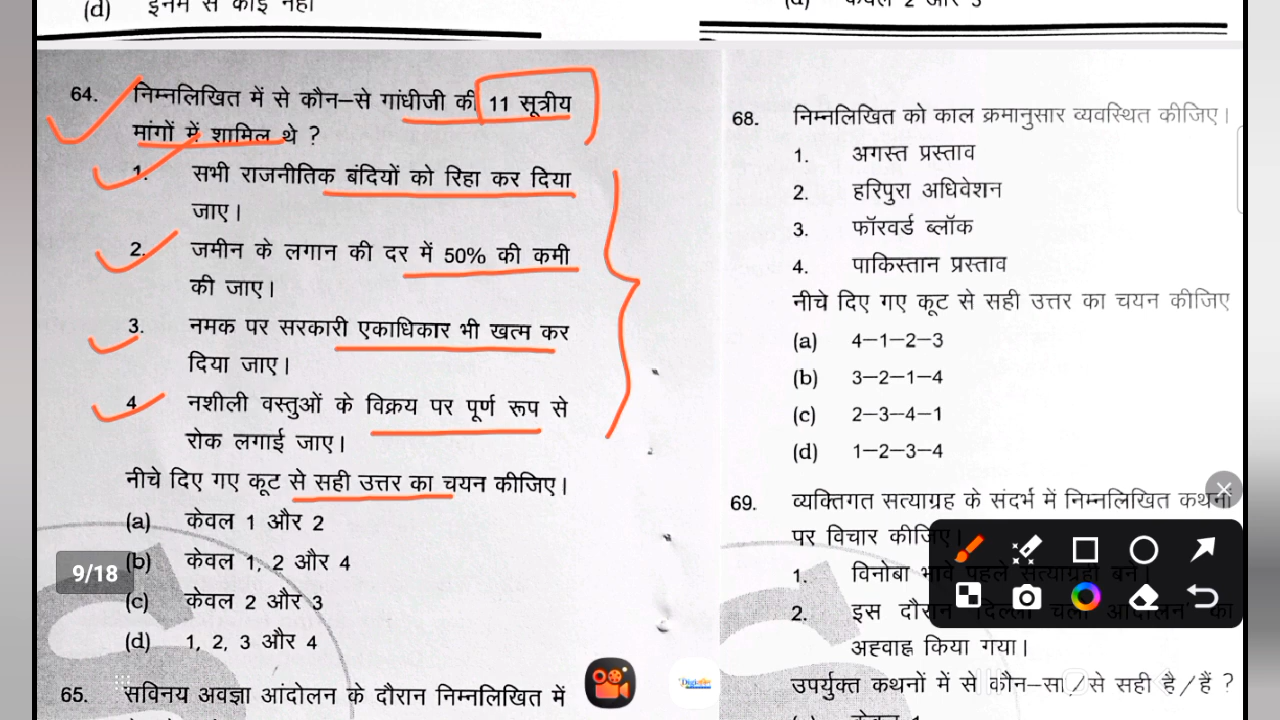 (d) इनमें से कोई नहीं
64. निम्नलिखित में से कौन–से गांधीजी की 11 सूत्रीय
मांगों में शामिल थे ?
1. सभी राजनीतिक बंदियों को रिहा कर दिया
जाए।
2. जमीन के लगान की दर में 50% की कमी
की जाए।
3. नमक पर सरकारी एकाधिकार भी खत्म कर
दिया जाए।
4 नशीली वस्तुओं के विक्रय पर पूर्ण रूप से
रोक लगाई जाए।
नीचे दिए गए कूट से सही उत्तर का चयन कीजिए।
(a) केवल 1 और 2
(b) केवल 1, 2 और 4
(c) केवल 2 और 3
(d) 1, 2, 3 और 4
9/18
65. सविनय अवज्ञा आंदोलन के दौरान निम्नलिखित में
केवल 2 और 3
68. निम्नलिखित को काल क्रमानुसार व्यवस्थित कीजिए।
1. अगस्त प्रस्ताव
2. हरिपुरा अधिवेशन
3. फॉरवर्ड ब्लॉक
4. पाकिस्तान प्रस्ताव
नीचे दिए गए कूट से सही उत्तर का चयन कीजिए
(a) 4–1–2–3
(b) 3–2–1–4
(c) 2–3–4–1
(d) 1–2–3–4
69. व्यक्तिगत सत्याग्रह के संदर्भ में निम्नलिखित कथनों
पर विचार कीजिए।
1. विनोबा भावे पहले सत्याग्रही बने।
2. इस दौरान 'दिल्ली चलो आंदोलन' का
अह्वाह्न किया गया।
उपर्युक्त कथनों में से कौन–सा/से सही है/हैं ?